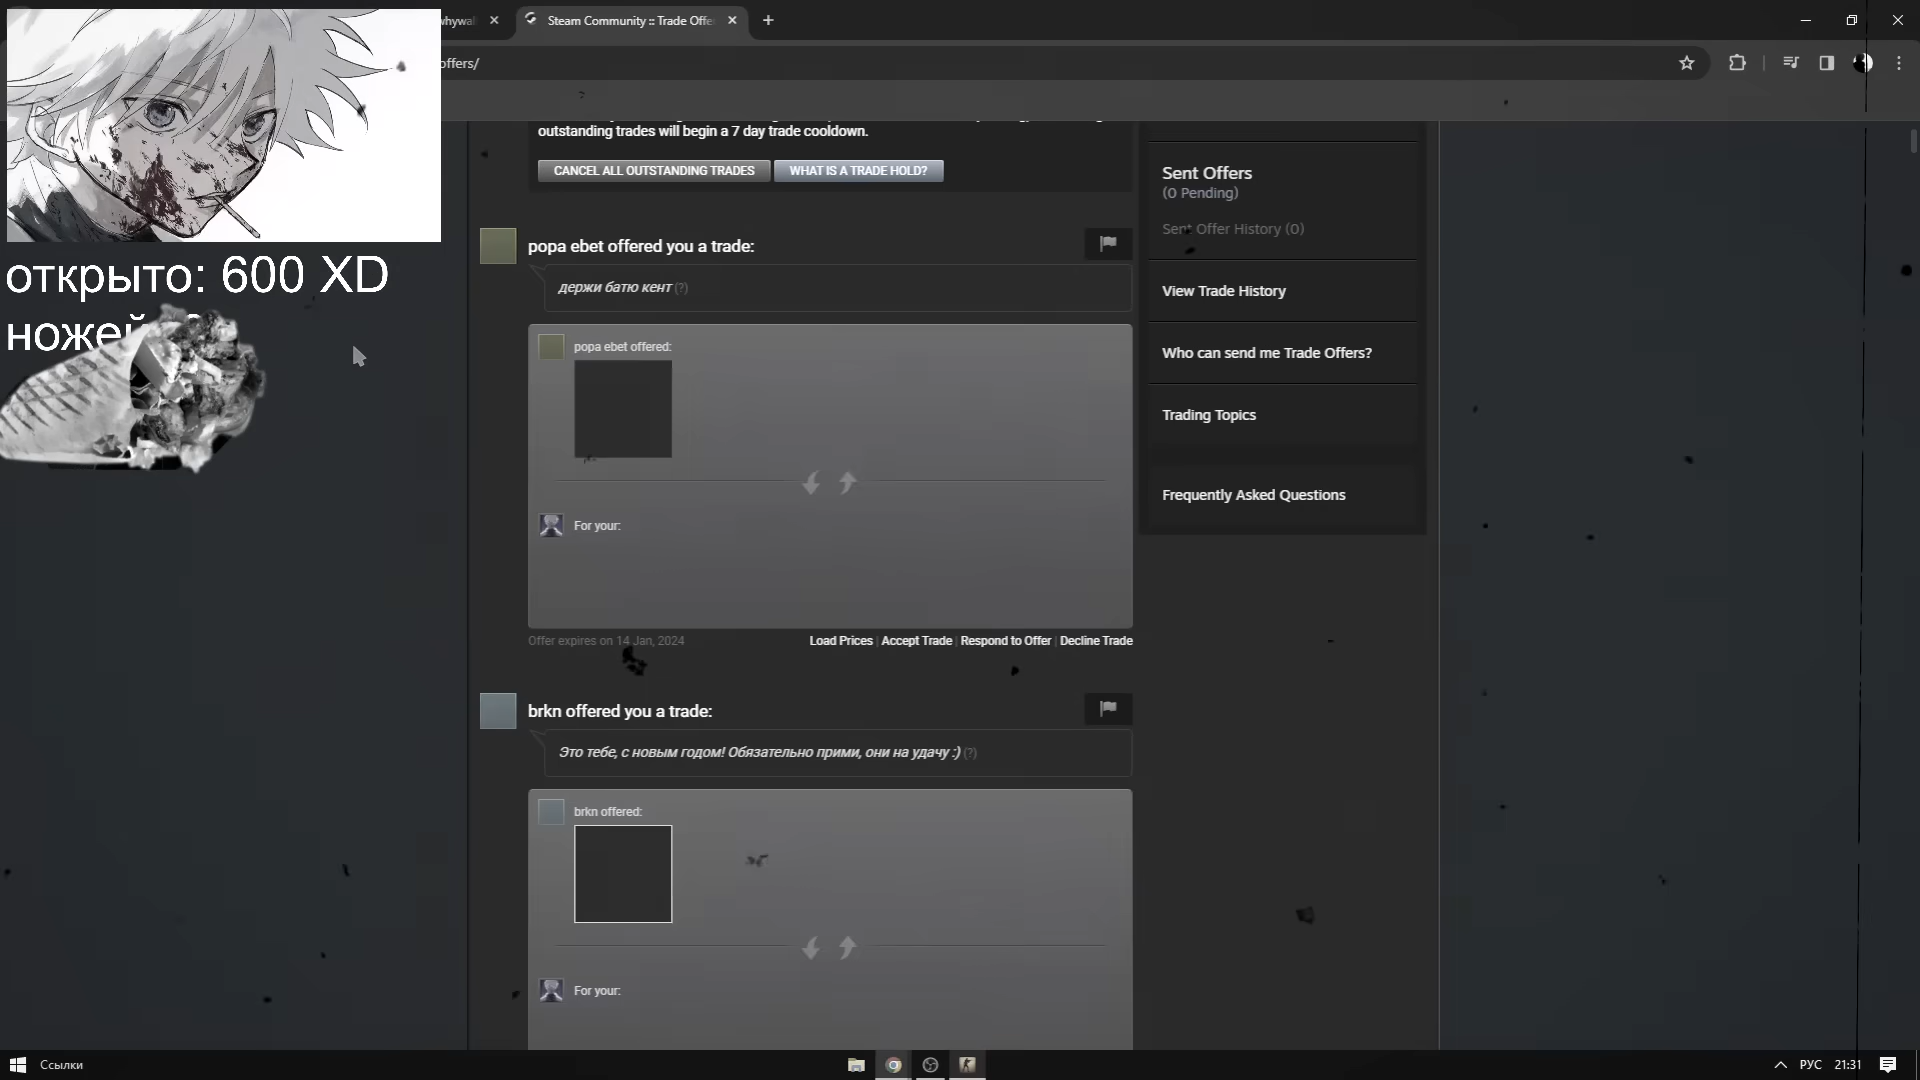 Steam Community :: Trade Offe
offers/
outstanding trades will begin a 7 day trade cooldown.
CANCEL ALL OUTSTANDING TRADES
WHAT IS A TRADE HOLD?
Sent Offers
(0 Pending)
Sent Offer History (0)
View Trade History
Who can send me Trade Offers?
Trading Topics
Frequently Asked Questions
открыто: 600 XD
ножей
popa ebet offered you a trade:
держи батю кент (?)
popa ebet offered:
For your:
Offer expires on 14 Jan, 2024
Load Prices | Accept Trade | Respond to Offer | Decline Trade
brkn offered you a trade:
Это тебе, с новым годом! Обязательно прими, они на удачу :) (?)
brkn offered:
For your:
Ссылки
РУС
21:31